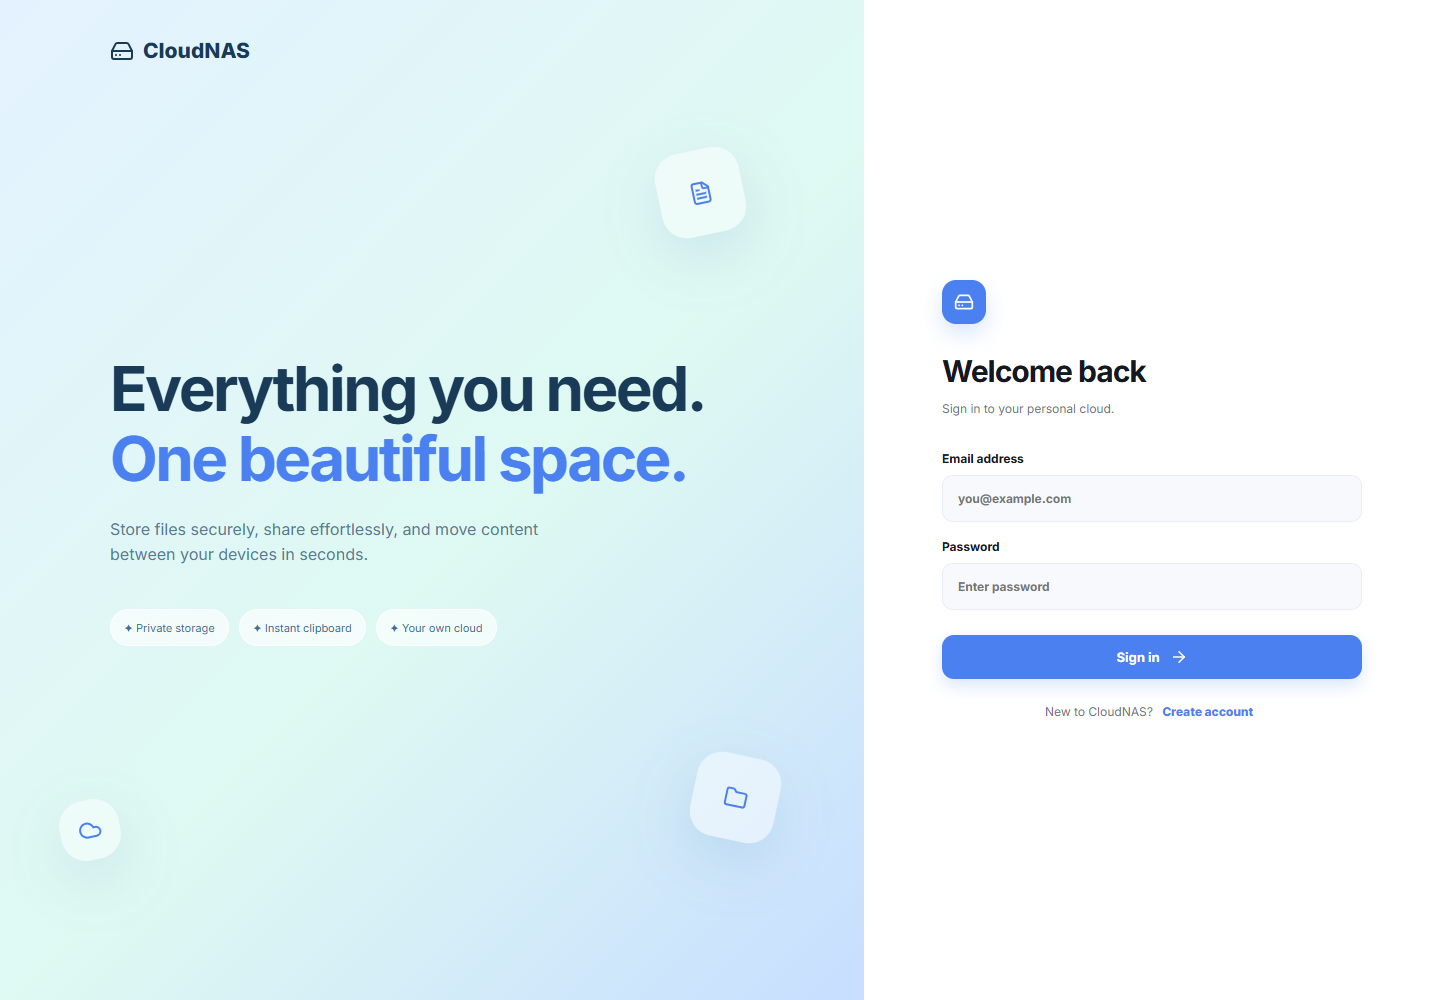 CloudNAS
Everything you need.
One beautiful space.
Store files securely, share effortlessly, and move content
between your devices in seconds.
✦ Private storage
✦ Instant clipboard
✦ Your own cloud
Welcome back
Sign in to your personal cloud.
Email address
you@example.com
Password
Enter password
Sign in →
New to CloudNAS? Create account